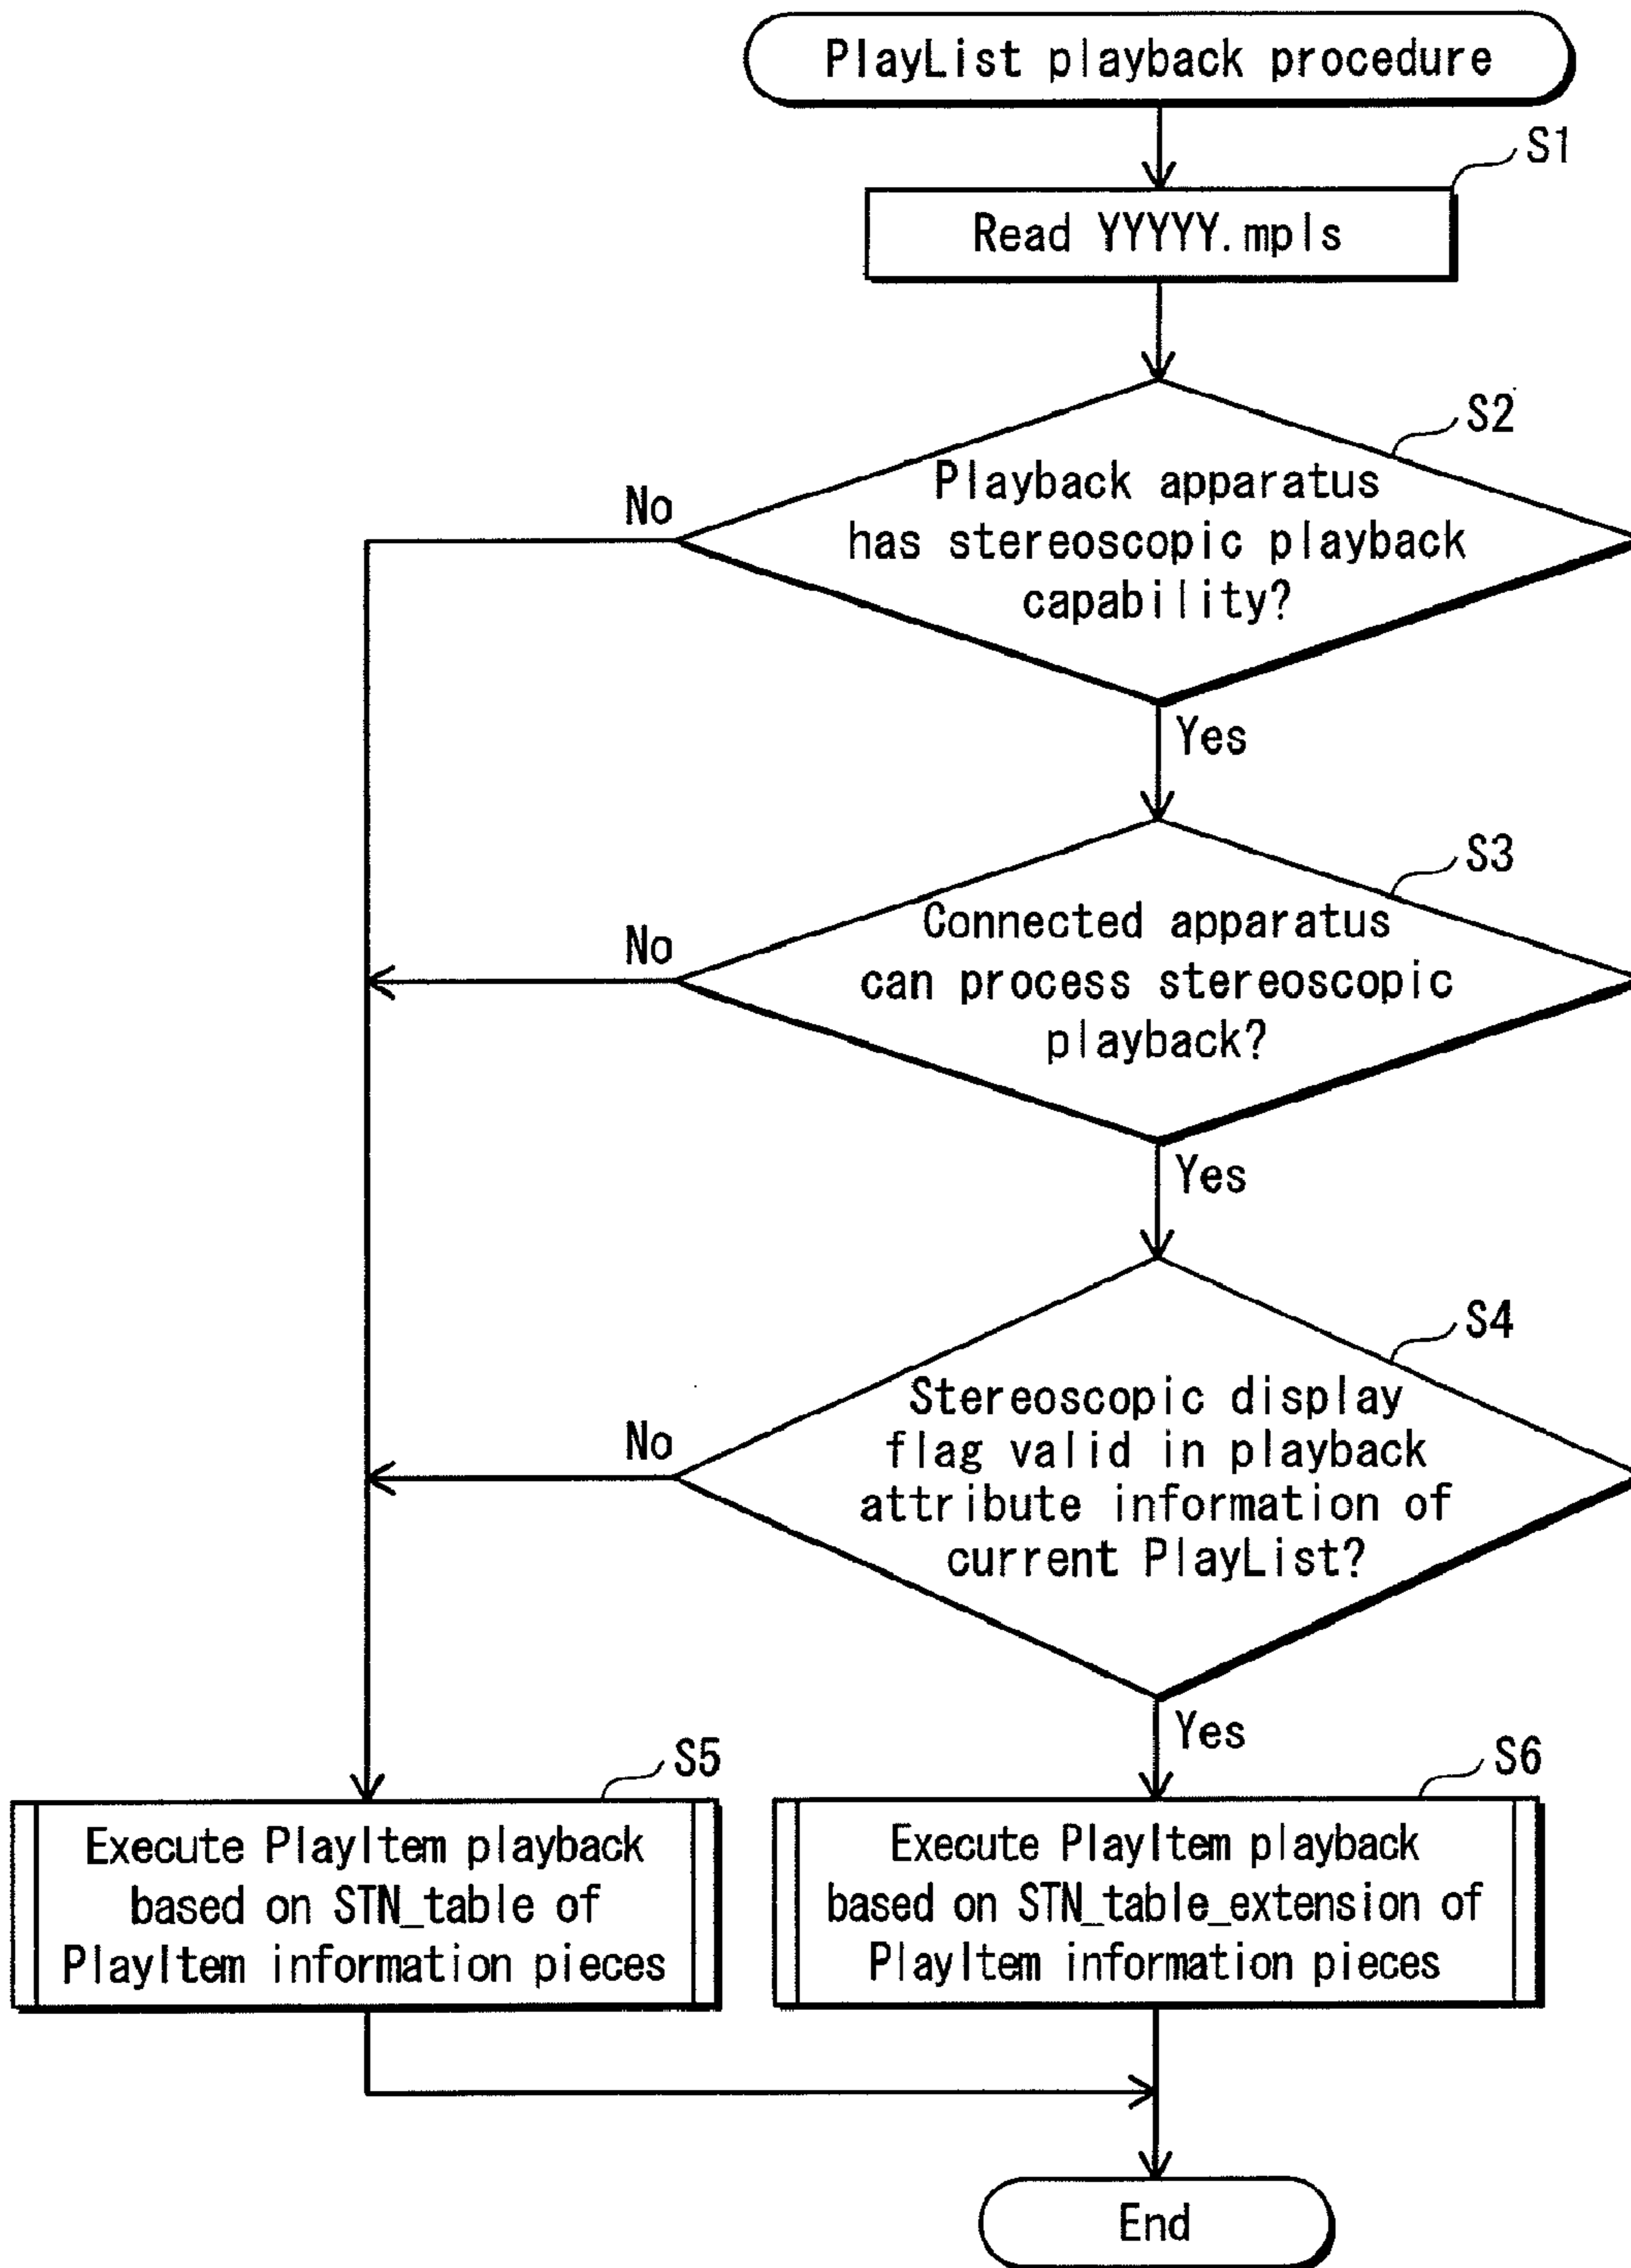 PlayList playback procedure
S1
Read YYYYY.mpls
S2
Playback apparatus
has stereoscopic playback
capability?
No
Yes
S3
Connected apparatus
can process stereoscopic
playback?
No
Yes
S4
Stereoscopic display
flag valid in playback
attribute information of
current PlayList?
No
Yes
S5
Execute PlayItem playback
based on STN_table of
PlayItem information pieces
S6
Execute PlayItem playback
based on STN_table_extension of
PlayItem information pieces
End